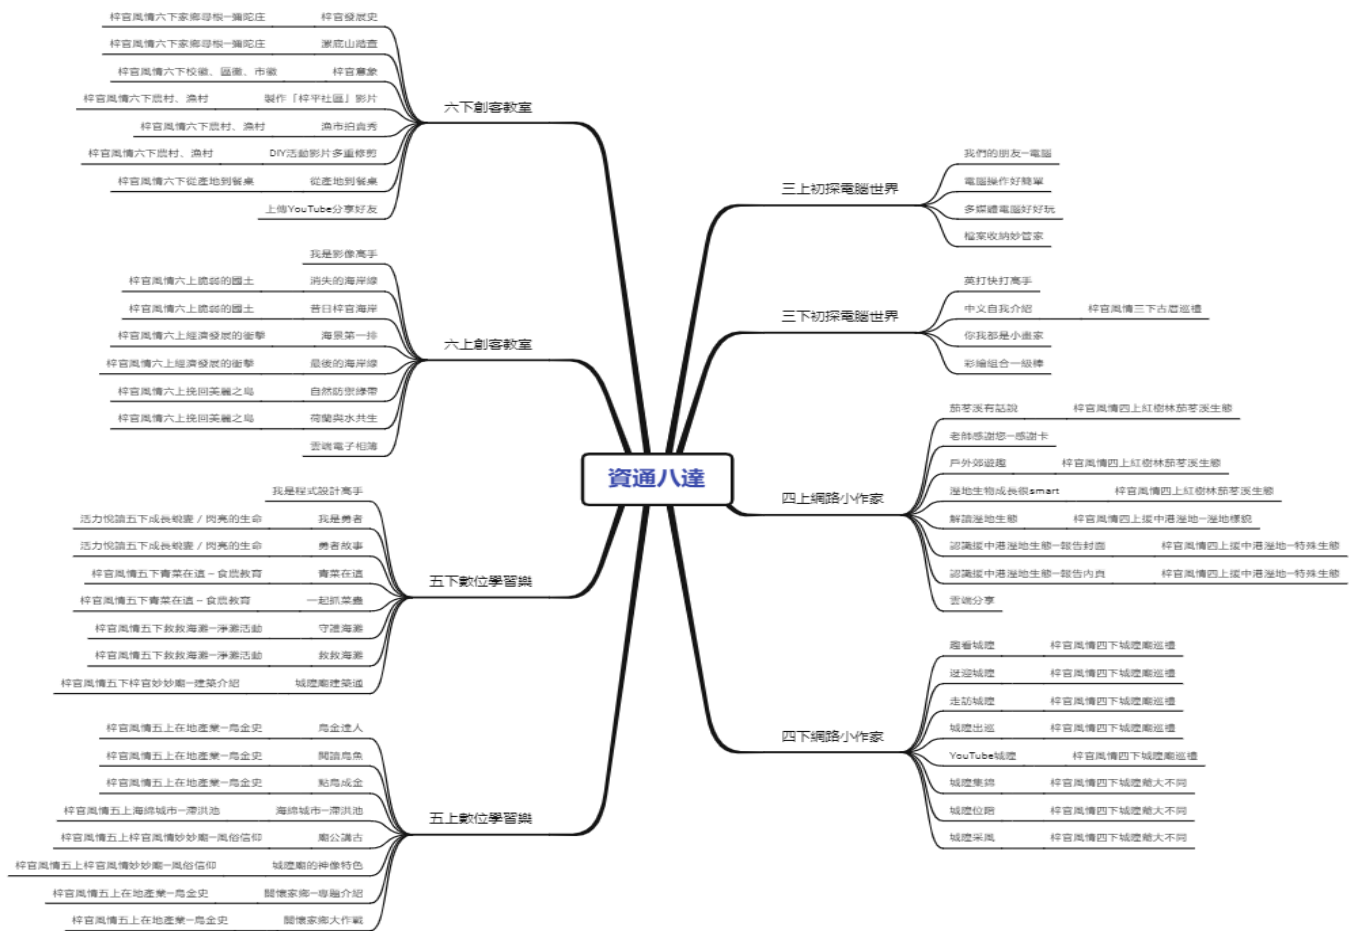 資通八達
三上初探電腦世界
我們的朋友–電腦
電腦操作好簡單
多媒體電腦好好玩
檔案收納妙管家
三下初探電腦世界
英打快打高手
中文自我介紹 梓官風情三下古厝巡禮
你我都是小畫家
彩繪組合一級棒
四上網路小作家
茄苳溪有話說 梓官風情四上紅樹林茄苳溪生態
老師感謝您–感謝卡
戶外郊遊趣 梓官風情四上紅樹林茄苳溪生態
溼地生物成長很smart 梓官風情四上紅樹林茄苳溪生態
解讀溼地生態 梓官風情四上援中港溼地–溼地樣貌
認識援中港溼地生態–報告封面 梓官風情四上援中港溼地–特殊生態
認識援中港溼地生態–報告內頁 梓官風情四上援中港溼地–特殊生態
雲端分享
四下網路小作家
趣看城隍 梓官風情四下城隍廟巡禮
逆迎城隍 梓官風情四下城隍廟巡禮
走訪城隍 梓官風情四下城隍廟巡禮
城隍出巡 梓官風情四下城隍廟巡禮
YouTube城隍 梓官風情四下城隍廟巡禮
城隍集錦 梓官風情四下城隍爺大不同
城隍位階 梓官風情四下城隍爺大不同
城隍采風 梓官風情四下城隍爺大不同
五上數位學習樂
梓官風情五上在地產業–烏金史 烏金達人
梓官風情五上在地產業–烏金史 閱讀烏魚
梓官風情五上在地產業–烏金史 點烏成金
梓官風情五上海綿城市–滯洪池 海綿城市–滯洪池
梓官風情五上梓官風情妙妙廟–風俗信仰 廟公講古
梓官風情五上梓官風情妙妙廟–風俗信仰 城隍廟的神像特色
梓官風情五上在地產業–烏金史 關懷家鄉–專題介紹
梓官風情五上在地產業–烏金史 關懷家鄉大作戰
五下數位學習樂
我是程式設計高手
活力悅讀五下成長蛻變／閃亮的生命 我是勇者
活力悅讀五下成長蛻變／閃亮的生命 勇者故事
梓官風情五下青菜在這–食農教育 青菜在這
梓官風情五下青菜在這–食農教育 一起抓菜蟲
梓官風情五下救救海灘–淨灘活動 守護海灘
梓官風情五下救救海灘–淨灘活動 救救海灘
梓官風情五下梓官妙妙廟–建築介紹 城隍廟建築通
六上創客教室
我是影像高手
梓官風情六上脆弱的國土 消失的海岸線
梓官風情六上脆弱的國土 昔日梓官海岸
梓官風情六上經濟發展的衝擊 海景第一排
梓官風情六上經濟發展的衝擊 最後的海岸線
梓官風情六上挽回美麗之島 自然防禦綠帶
梓官風情六上挽回美麗之島 荷蘭與水共生
雲端電子相簿
六下創客教室
梓官風情六下家鄉尋根–彌陀庄 梓官發展史
梓官風情六下家鄉尋根–彌陀庄 漯底山踏查
梓官風情六下校徽、區徽、市徽 梓官意象
梓官風情六下農村、漁村 製作「梓平社區」影片
梓官風情六下農村、漁村 漁市拍賣秀
梓官風情六下農村、漁村 DIY活動影片多重修剪
梓官風情六下從產地到餐桌 從產地到餐桌
上傳YouTube分享好友